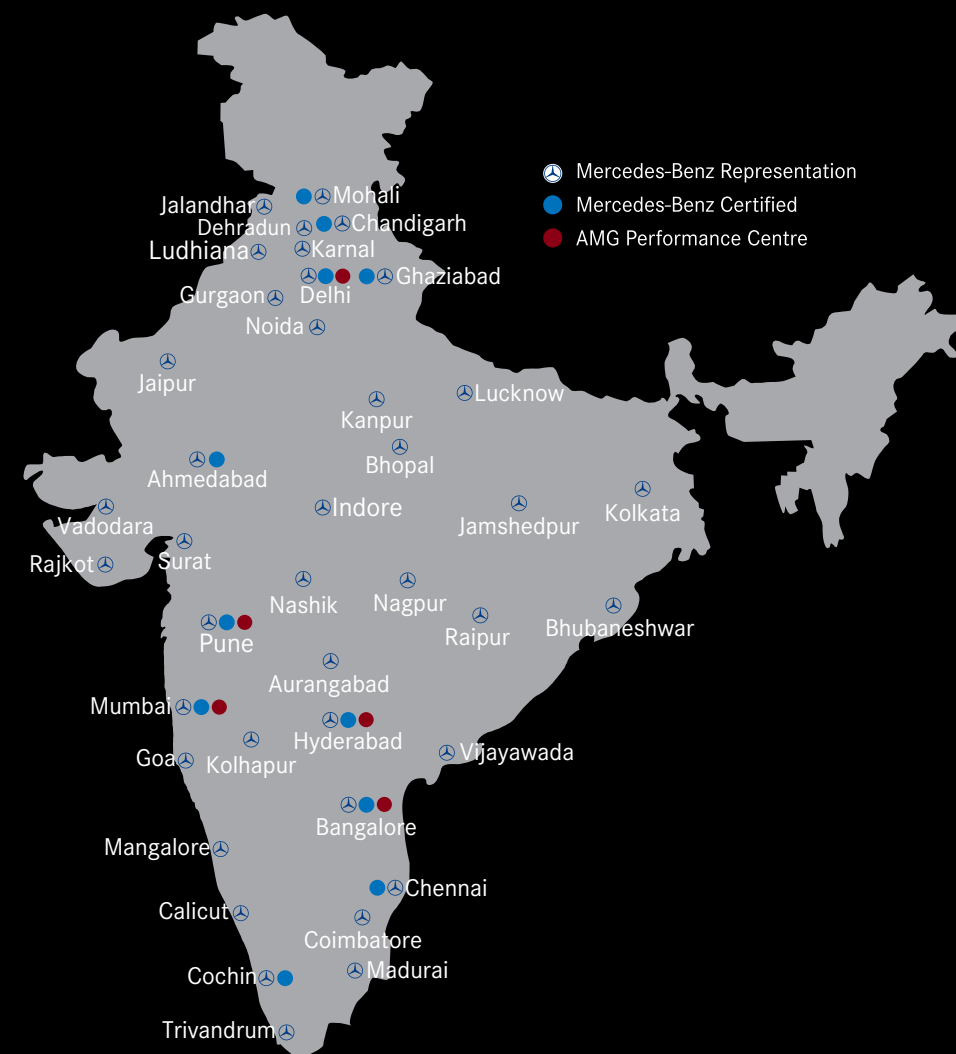 Mercedes-Benz Representation
Mercedes-Benz Certified
AMG Performance Centre
Mohali
Jalandhar
Chandigarh
Dehradun
Ludhiana
Karnal
Ghaziabad
Gurgaon
Delhi
Noida
Jaipur
Lucknow
Kanpur
Bhopal
Ahmedabad
Indore
Kolkata
Vadodara
Jamshedpur
Surat
Rajkot
Nashik
Nagpur
Bhubaneshwar
Raipur
Pune
Aurangabad
Mumbai
Hyderabad
Vijayawada
Goa
Kolhapur
Bangalore
Mangalore
Chennai
Calicut
Coimbatore
Madurai
Cochin
Trivandrum